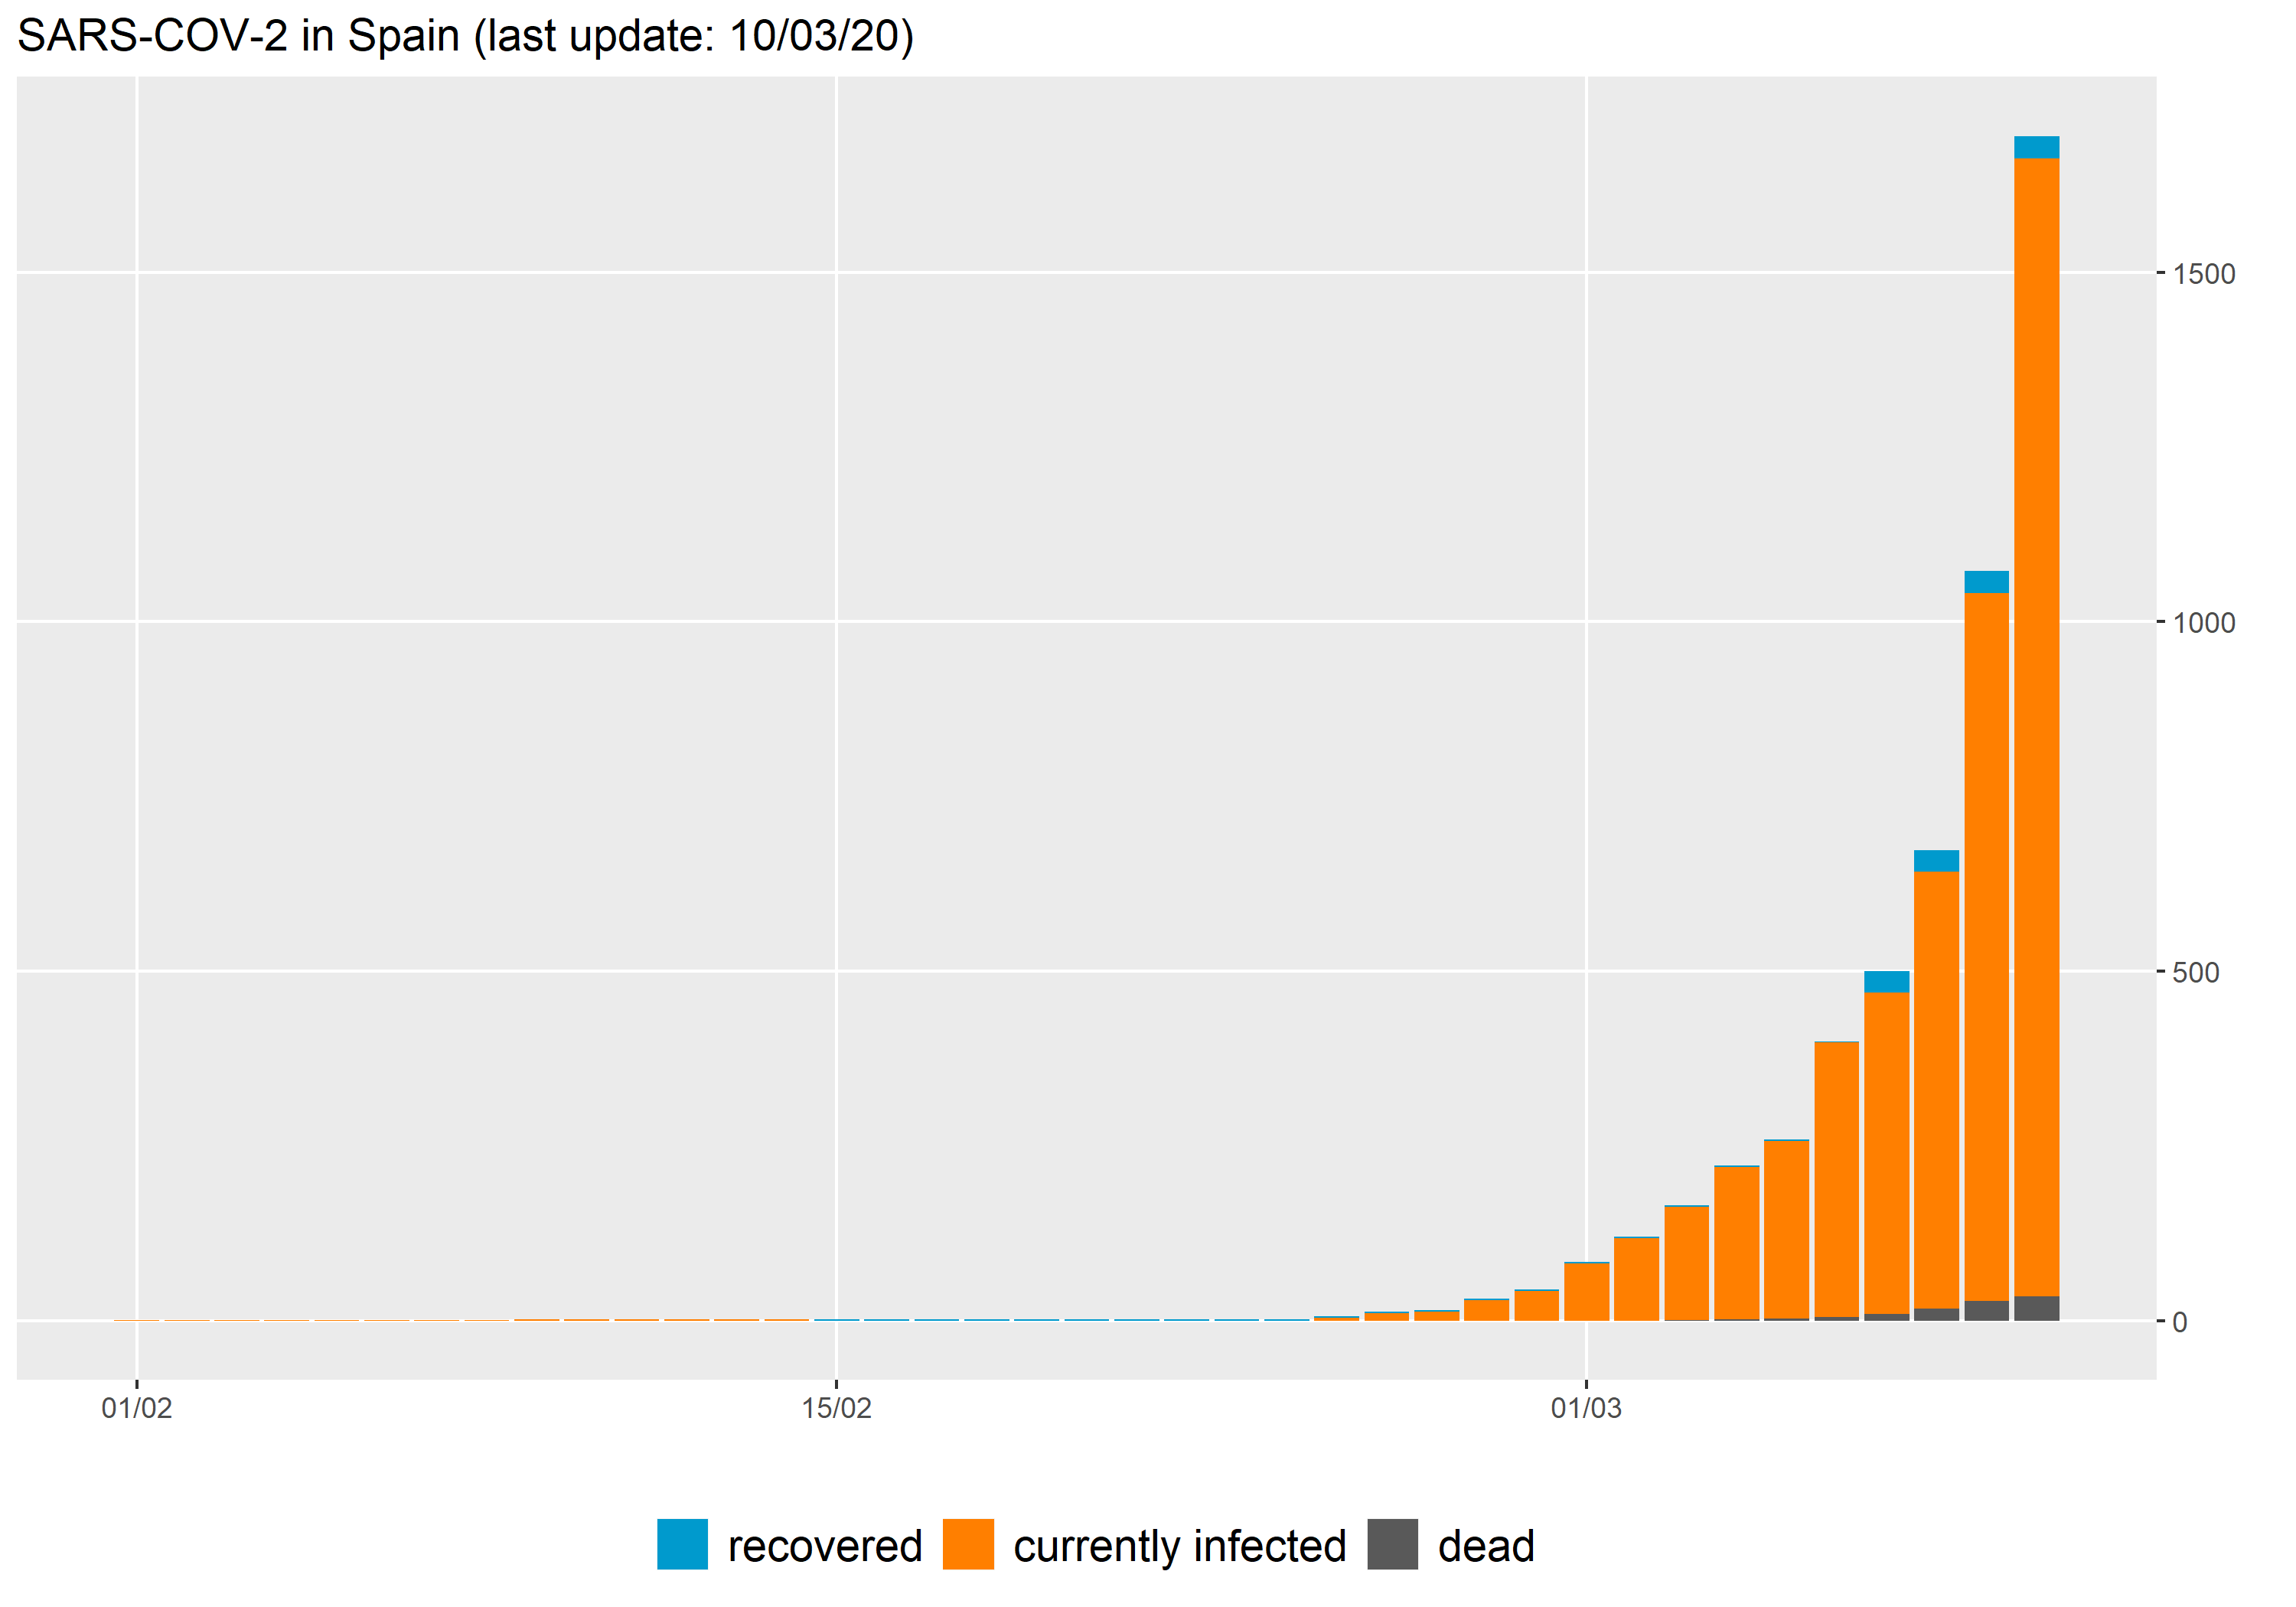 SARS-COV-2 in Spain (last update: 10/03/20)
1500
1000
500
0
01/02 15/02 01/03
recovered currently infected dead